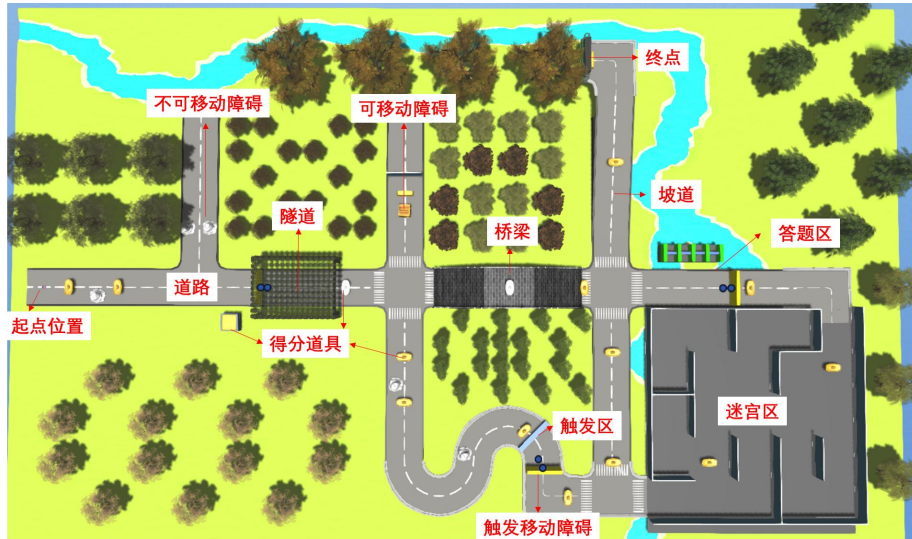 终点
不可移动障碍
可移动障碍
坡道
隧道
桥梁
答题区
道路
起点位置
得分道具
迷宫区
触发区
触发移动障碍